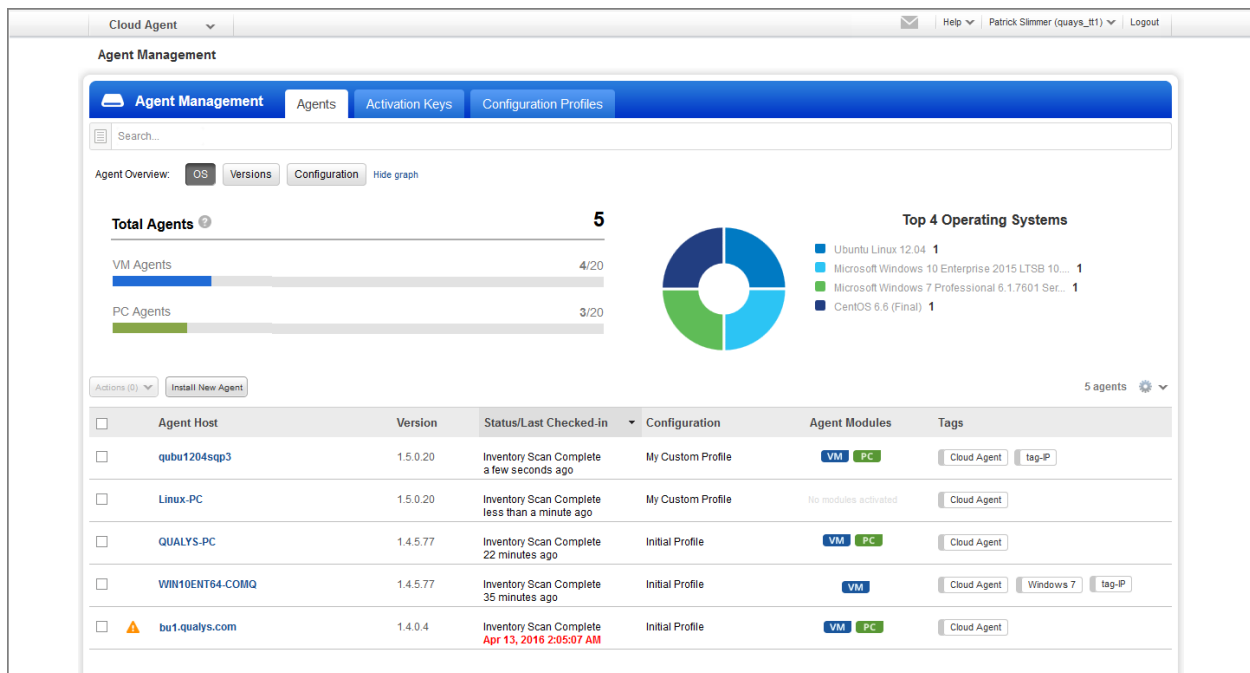 Cloud Agent
Help Patrick Slimmer (quays_tt1) Logout
Agent Management
Agent Management Agents Activation Keys Configuration Profiles
Search...
Agent Overview: OS Versions Configuration Hide graph
Total Agents ? 5
VM Agents 4/20
PC Agents 3/20
Top 4 Operating Systems
Ubuntu Linux 12.04 1
Microsoft Windows 10 Enterprise 2015 LTSB 10.... 1
Microsoft Windows 7 Professional 6.1.7601 Ser... 1
CentOS 6.6 (Final) 1
Actions (0) Install New Agent 5 agents
Agent Host Version Status/Last Checked-in Configuration Agent Modules Tags
qubu1204sqp3 1.5.0.20 Inventory Scan Complete My Custom Profile VM PC Cloud Agent tag-IP
a few seconds ago
Linux-PC 1.5.0.20 Inventory Scan Complete My Custom Profile No modules activated Cloud Agent
less than a minute ago
QUALYS-PC 1.4.5.77 Inventory Scan Complete Initial Profile VM PC Cloud Agent
22 minutes ago
WIN10ENT64-COMQ 1.4.5.77 Inventory Scan Complete Initial Profile VM Cloud Agent Windows 7 tag-IP
35 minutes ago
bu1.qualys.com 1.4.0.4 Inventory Scan Complete Initial Profile VM PC Cloud Agent
Apr 13, 2016 2:05:07 AM